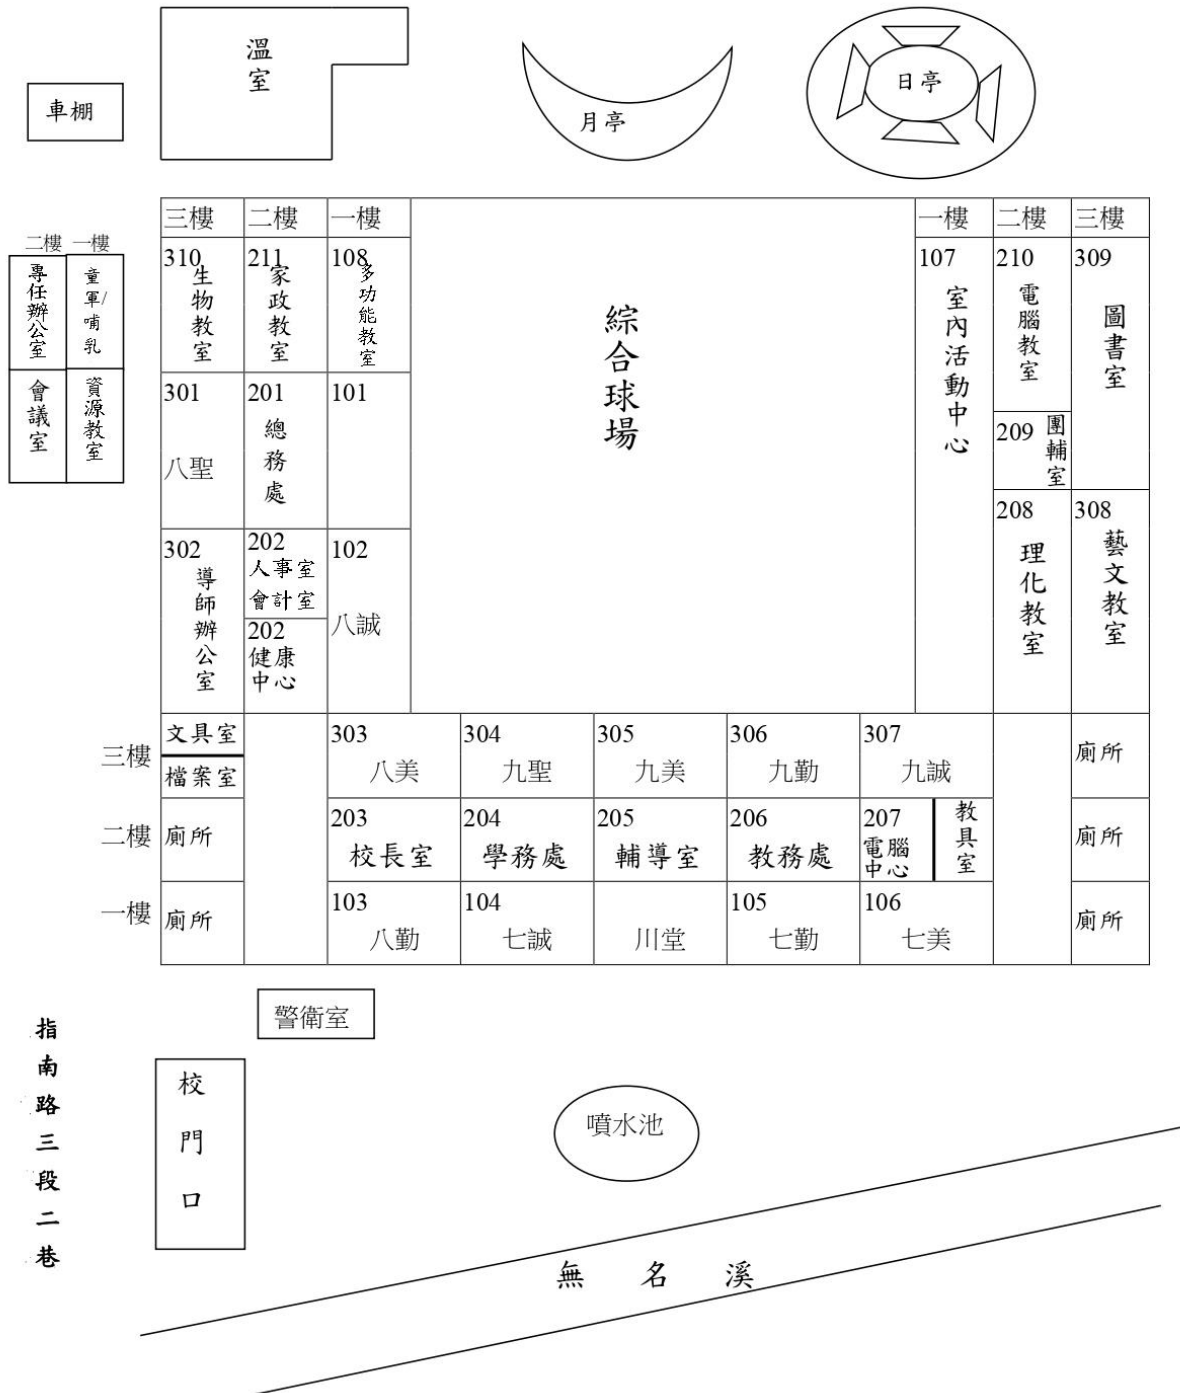 溫室
車棚
月亭
日亭
三樓 二樓 一樓
一樓 二樓 三樓
二樓 一樓
專任辦公室
童軍/哺乳
會議室
資源教室
310 生物教室
211 家政教室
108 多功能教室
綜合球場
107 室內活動中心
210 電腦教室
309 圖書室
301 八聖
201 總務處
101
209 團輔室
302 導師辦公室
202 人事室
會計室
202 健康
中心
102 八誠
208 理化教室
308 藝文教室
三樓
文具室
檔案室
303 八美
304 九聖
305 九美
306 九勤
307 九誠
廁所
二樓
廁所
203 校長室
204 學務處
205 輔導室
206 教務處
207 電腦
中心
教具室
廁所
一樓
廁所
103 八勤
104 七誠
川堂
105 七勤
106 七美
廁所
警衛室
指南路三段二巷
校門口
噴水池
無名溪